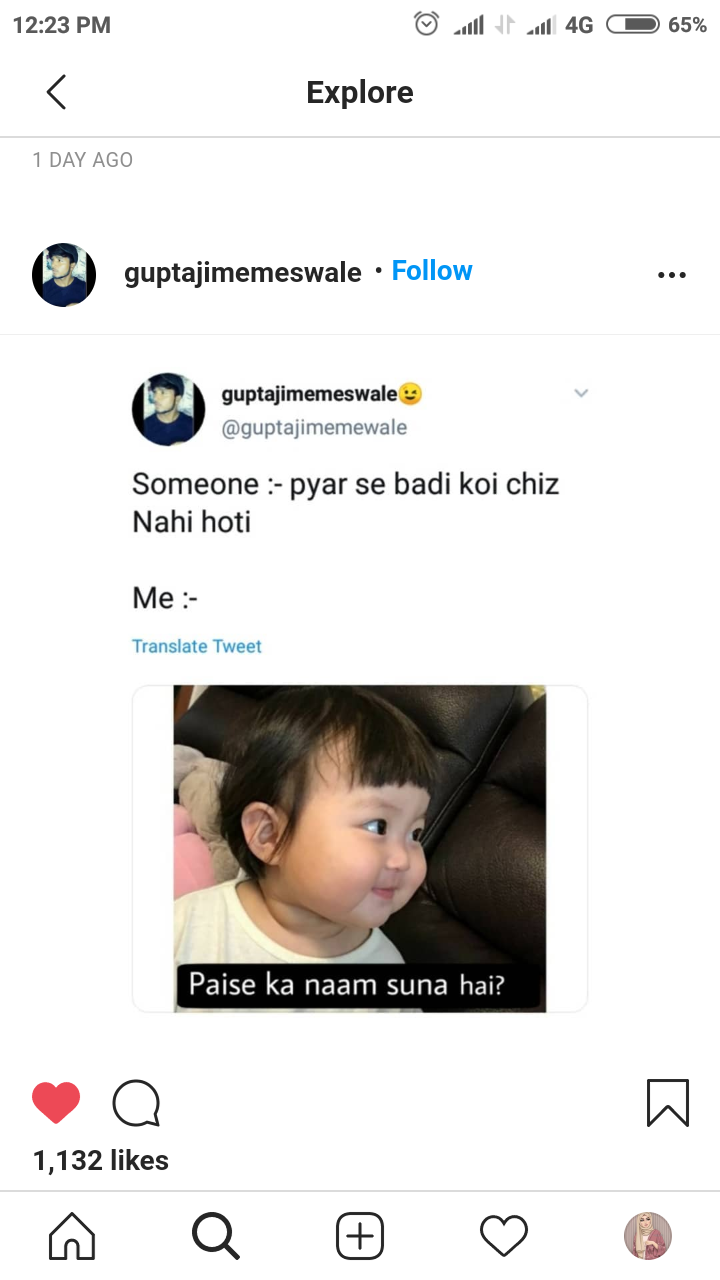 12:23 PM 4G 65%
Explore
1 DAY AGO
guptajimemeswale • Follow
guptajimemeswale😉
@guptajimemewale
Someone :- pyar se badi koi chiz
Nahi hoti
Me :-
Translate Tweet
Paise ka naam suna hai?
1,132 likes